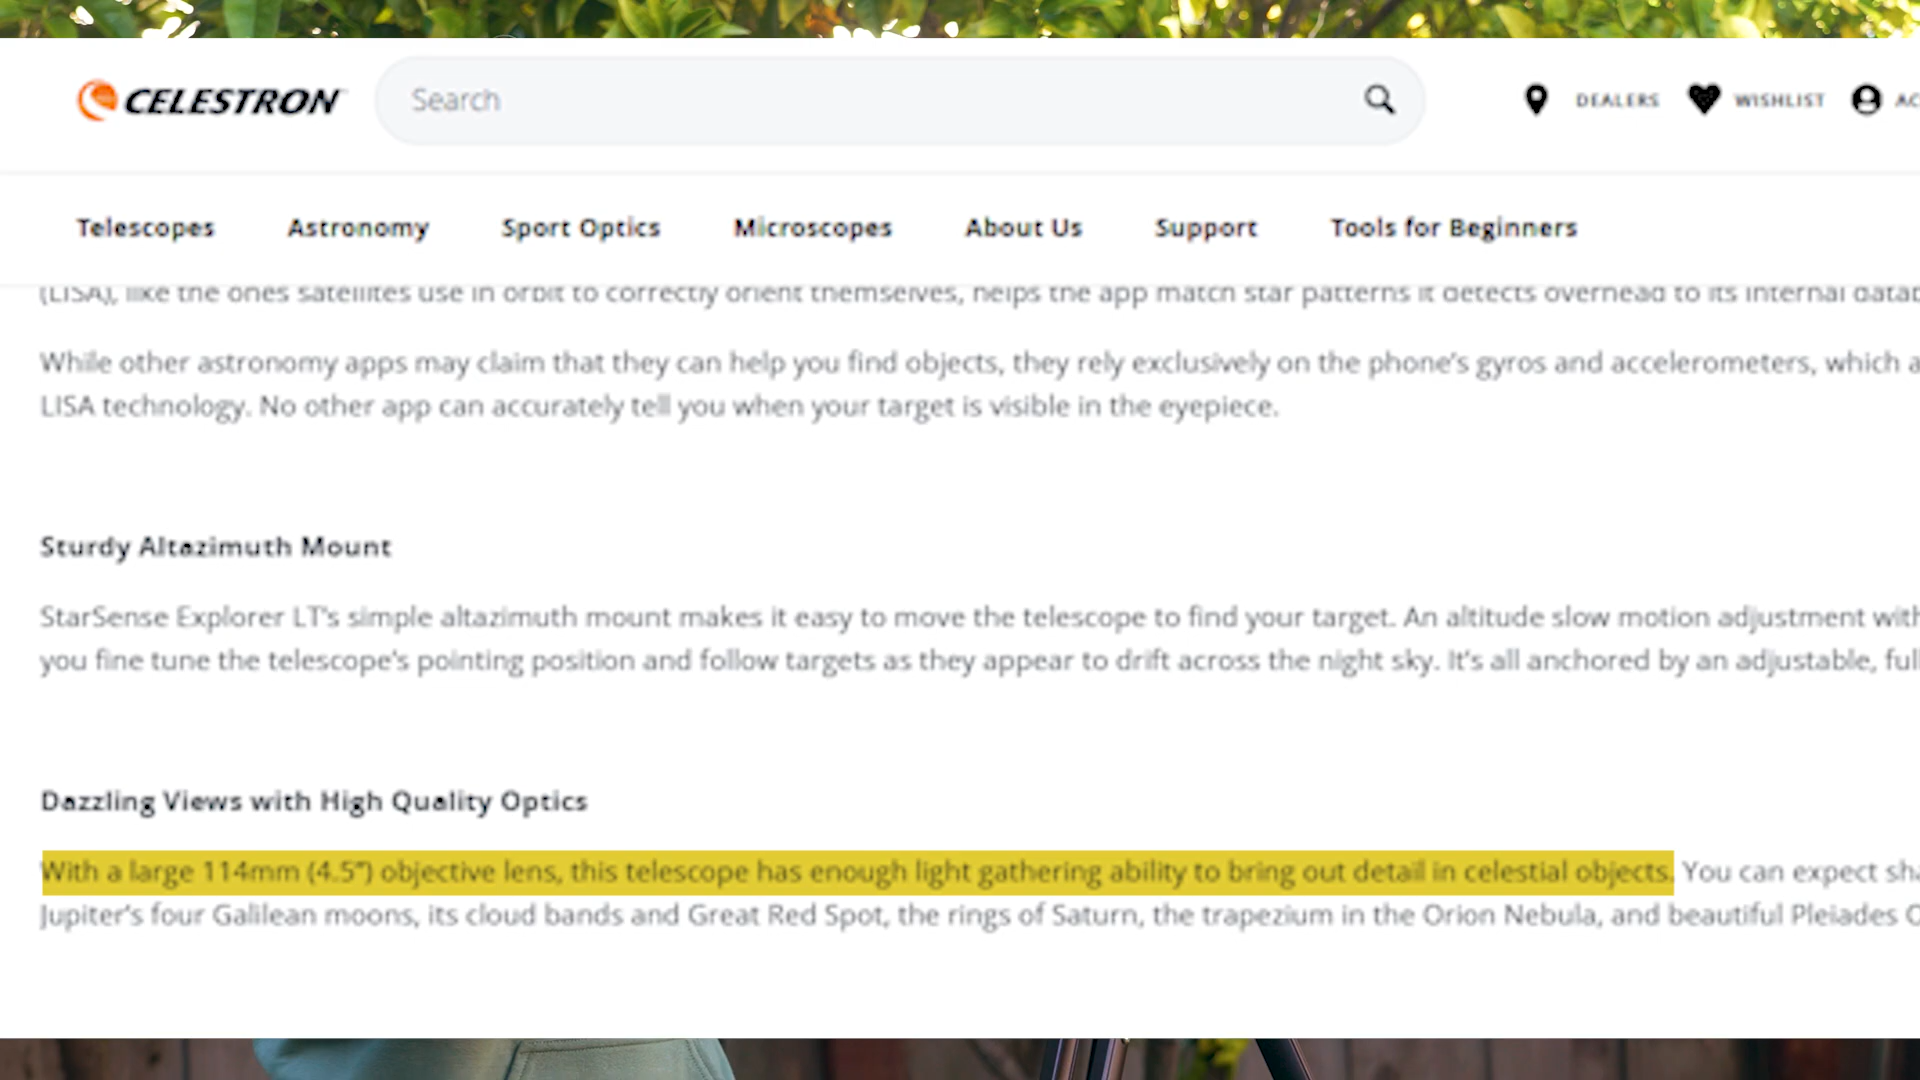 CELESTRON
Search
DEALERS
WISHLIST
Telescopes
Astronomy
Sport Optics
Microscopes
About Us
Support
Tools for Beginners
(LISA), like the ones satellites use in orbit to correctly orient themselves, helps the app match star patterns it detects overhead to its internal
While other astronomy apps may claim that they can help you find objects, they rely exclusively on the phone's gyros and accelerometers, which
LISA technology. No other app can accurately tell you when your target is visible in the eyepiece.
Sturdy Altazimuth Mount
StarSense Explorer LT's simple altazimuth mount makes it easy to move the telescope to find your target. An altitude slow motion adjustment with
you fine tune the telescope's pointing position and follow targets as they appear to drift across the night sky. It's all anchored by an adjustable,
Dazzling Views with High Quality Optics
With a large 114mm (4.5”) objective lens, this telescope has enough light gathering ability to bring out detail in celestial objects. You can expect
Jupiter's four Galilean moons, its cloud bands and Great Red Spot, the rings of Saturn, the trapezium in the Orion Nebula, and beautiful Pleiades